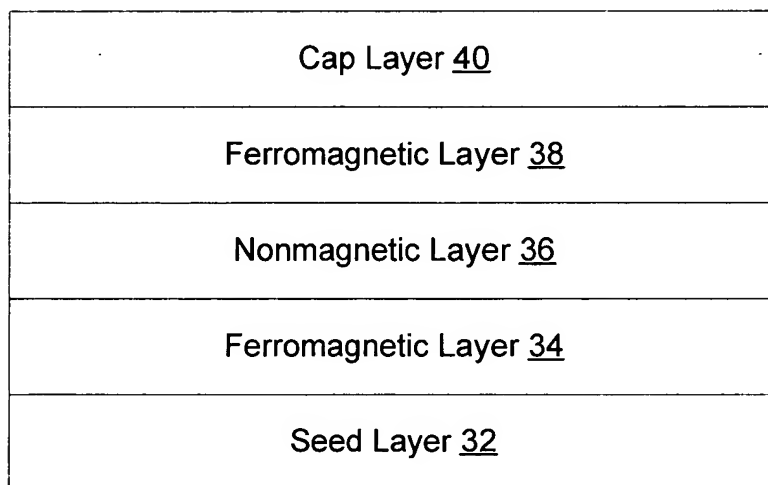 Cap Layer 40
Ferromagnetic Layer 38
Nonmagnetic Layer 36
Ferromagnetic Layer 34
Seed Layer 32